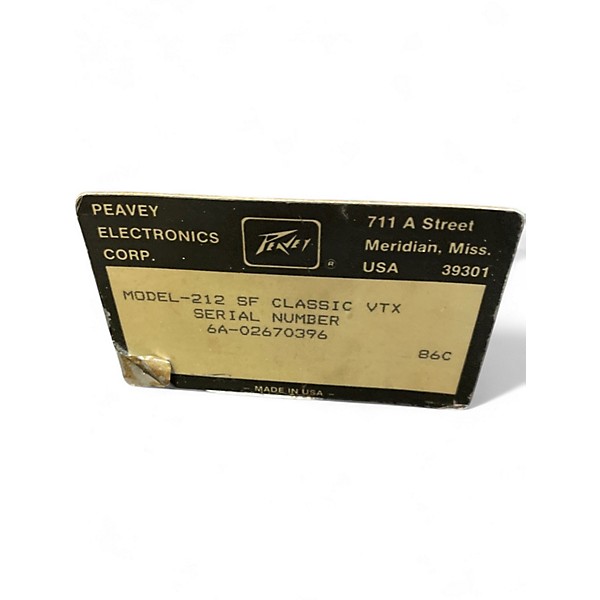 PEAVEY
ELECTRONICS
CORP.
PEAVEY
®
711 A Street
Meridian, Miss.
USA 39301
MODEL-212 SF CLASSIC VTX
SERIAL NUMBER
6A-02670396
86C
– MADE IN USA –